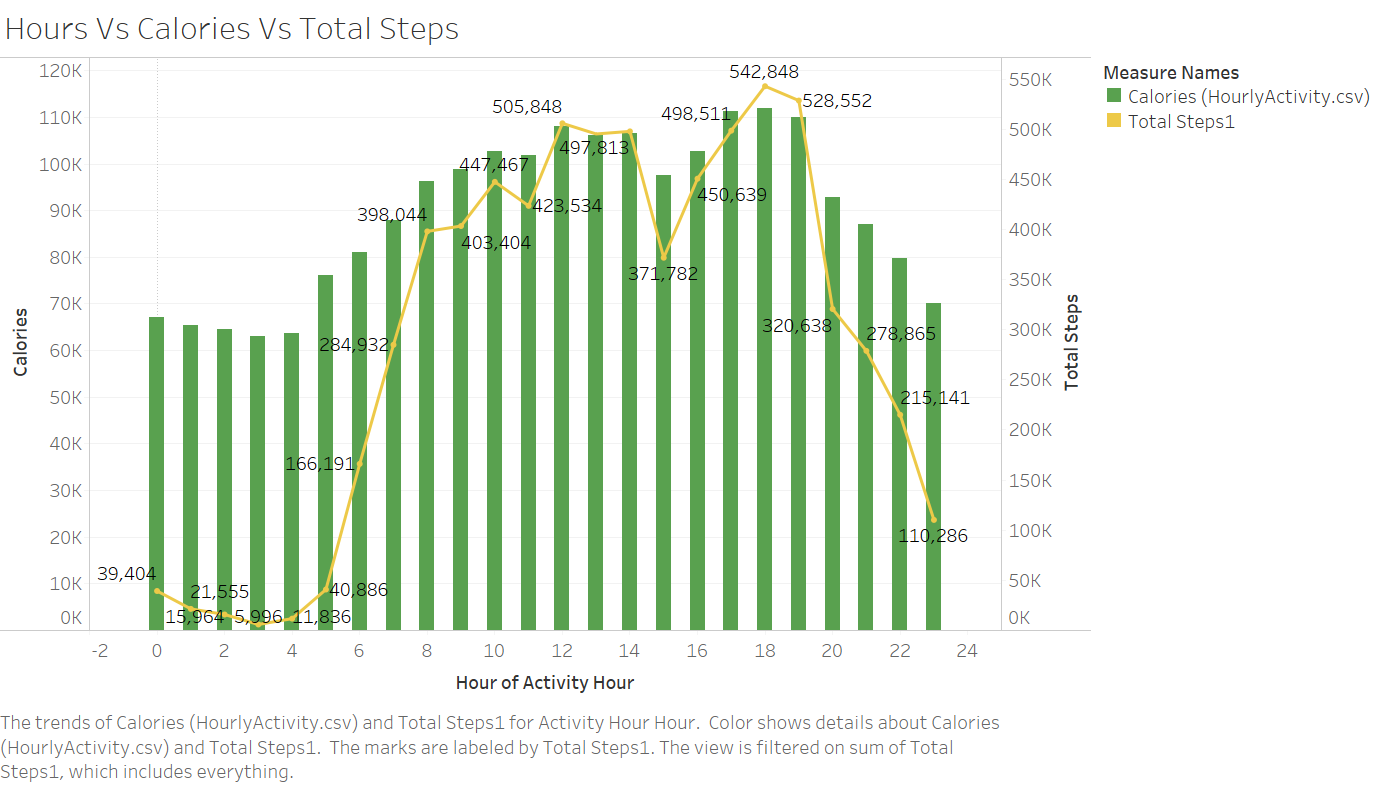 Hours Vs Calories Vs Total Steps
Measure Names
Calories (HourlyActivity.csv)
Total Steps1
Calories
120K
110K
100K
90K
80K
70K
60K
50K
40K
30K
20K
10K
0K
39,404
21,555
15,964
5,996
11,836
40,886
166,191
284,932
398,044
403,404
447,467
423,534
505,848
497,813
371,782
450,639
498,511
542,848
528,552
320,638
278,865
215,141
110,286
550K
500K
450K
400K
350K
300K
250K
200K
150K
100K
50K
0K
Total Steps
-2 0 2 4 6 8 10 12 14 16 18 20 22 24
Hour of Activity Hour
The trends of Calories (HourlyActivity.csv) and Total Steps1 for Activity Hour Hour. Color shows details about Calories
(HourlyActivity.csv) and Total Steps1. The marks are labeled by Total Steps1. The view is filtered on sum of Total
Steps1, which includes everything.